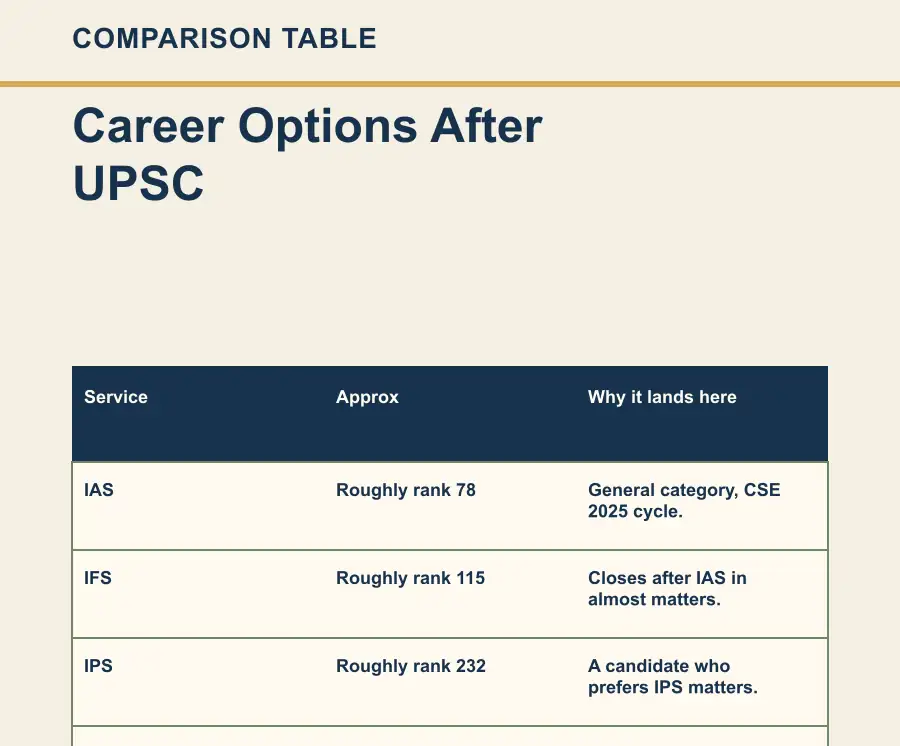 COMPARISON TABLE
Career Options After
UPSC
Service Approx Why it lands here
IAS Roughly rank 78 General category, CSE
2025 cycle.
IFS Roughly rank 115 Closes after IAS in
almost matters.
IPS Roughly rank 232 A candidate who
prefers IPS matters.